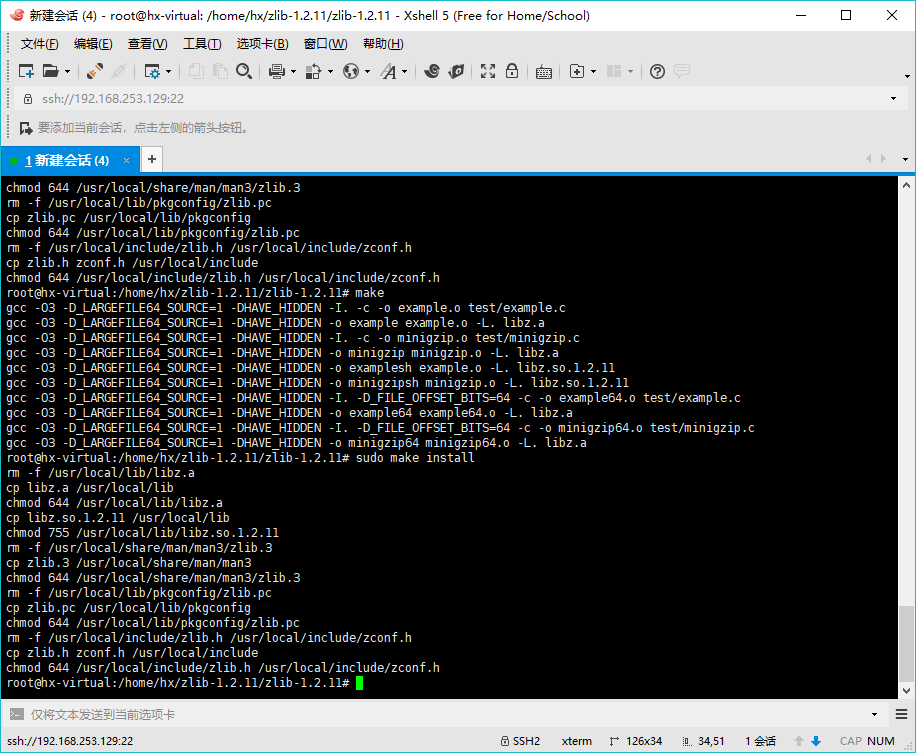 新建会话 (4) - root@hx-virtual: /home/hx/zlib-1.2.11/zlib-1.2.11 - Xshell 5 (Free for Home/School)
文件(F) 编辑(E) 查看(V) 工具(T) 选项卡(B) 窗口(W) 帮助(H)
ssh://192.168.253.129:22
要添加当前会话，点击左侧的箭头按钮。
1 新建会话 (4) × +
chmod 644 /usr/local/share/man/man3/zlib.3
rm -f /usr/local/lib/pkgconfig/zlib.pc
cp zlib.pc /usr/local/lib/pkgconfig
chmod 644 /usr/local/lib/pkgconfig/zlib.pc
rm -f /usr/local/include/zlib.h /usr/local/include/zconf.h
cp zlib.h zconf.h /usr/local/include
chmod 644 /usr/local/include/zlib.h /usr/local/include/zconf.h
root@hx-virtual:/home/hx/zlib-1.2.11/zlib-1.2.11# make
gcc -O3 -D_LARGEFILE64_SOURCE=1 -DHAVE_HIDDEN -I. -c -o example.o test/example.c
gcc -O3 -D_LARGEFILE64_SOURCE=1 -DHAVE_HIDDEN -o example example.o -L. libz.a
gcc -O3 -D_LARGEFILE64_SOURCE=1 -DHAVE_HIDDEN -I. -c -o minigzip.o test/minigzip.c
gcc -O3 -D_LARGEFILE64_SOURCE=1 -DHAVE_HIDDEN -o minigzip minigzip.o -L. libz.a
gcc -O3 -D_LARGEFILE64_SOURCE=1 -DHAVE_HIDDEN -o examplesh example.o -L. libz.so.1.2.11
gcc -O3 -D_LARGEFILE64_SOURCE=1 -DHAVE_HIDDEN -o minigzipsh minigzip.o -L. libz.so.1.2.11
gcc -O3 -D_LARGEFILE64_SOURCE=1 -DHAVE_HIDDEN -I. -D_FILE_OFFSET_BITS=64 -c -o example64.o test/example.c
gcc -O3 -D_LARGEFILE64_SOURCE=1 -DHAVE_HIDDEN -o example64 example64.o -L. libz.a
gcc -O3 -D_LARGEFILE64_SOURCE=1 -DHAVE_HIDDEN -I. -D_FILE_OFFSET_BITS=64 -c -o minigzip64.o test/minigzip.c
gcc -O3 -D_LARGEFILE64_SOURCE=1 -DHAVE_HIDDEN -o minigzip64 minigzip64.o -L. libz.a
root@hx-virtual:/home/hx/zlib-1.2.11/zlib-1.2.11# sudo make install
rm -f /usr/local/lib/libz.a
cp libz.a /usr/local/lib
chmod 644 /usr/local/lib/libz.a
cp libz.so.1.2.11 /usr/local/lib
chmod 755 /usr/local/lib/libz.so.1.2.11
rm -f /usr/local/share/man/man3/zlib.3
cp zlib.3 /usr/local/share/man/man3
chmod 644 /usr/local/share/man/man3/zlib.3
rm -f /usr/local/lib/pkgconfig/zlib.pc
cp zlib.pc /usr/local/lib/pkgconfig
chmod 644 /usr/local/lib/pkgconfig/zlib.pc
rm -f /usr/local/include/zlib.h /usr/local/include/zconf.h
cp zlib.h zconf.h /usr/local/include
chmod 644 /usr/local/include/zlib.h /usr/local/include/zconf.h
root@hx-virtual:/home/hx/zlib-1.2.11/zlib-1.2.11#
仅将文本发送到当前选项卡
ssh://192.168.253.129:22 SSH2 xterm 126x34 34,51 1 会话 CAP NUM